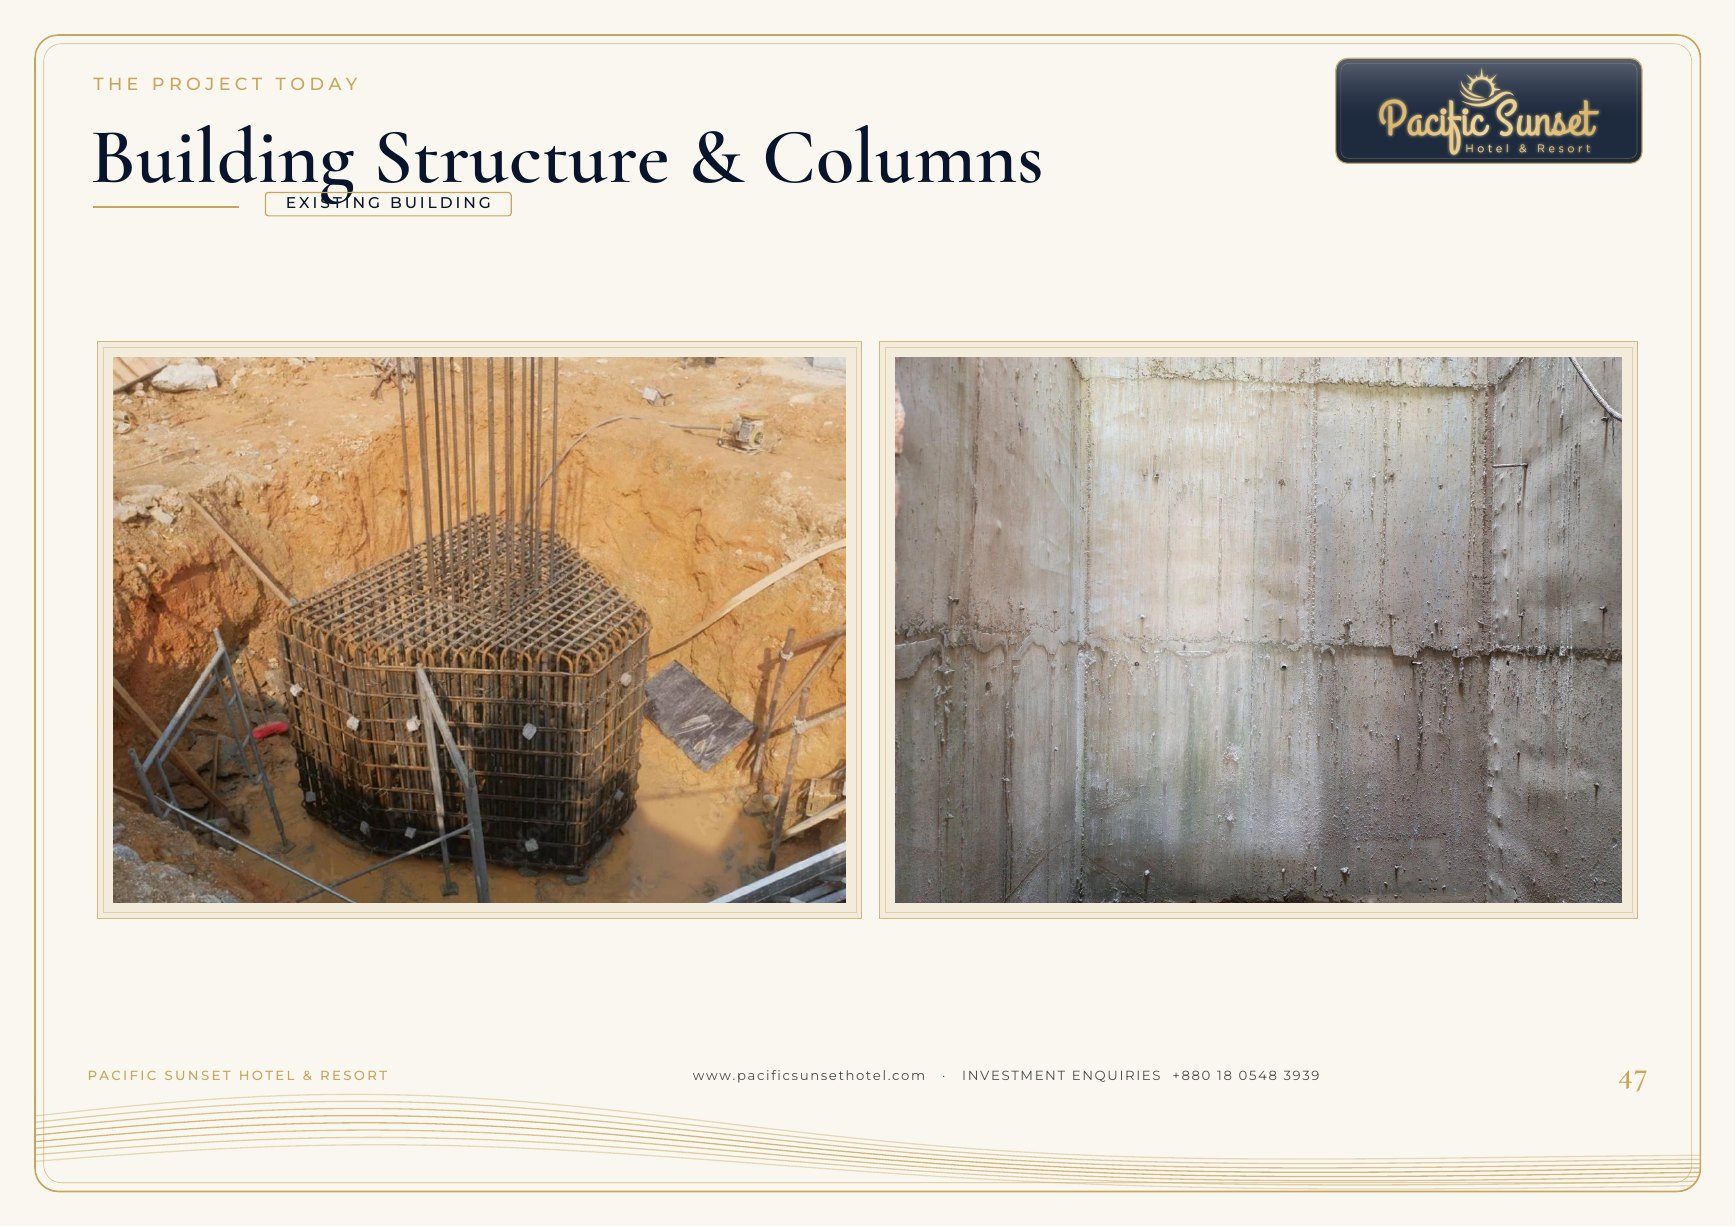 THE PROJECT TODAY
Building Structure & Columns
EXISTING BUILDING
Pacific Sunset
Hotel & Resort
PACIFIC SUNSET HOTEL & RESORT
www.pacificsunsethotel.com · INVESTMENT ENQUIRIES +880 18 0548 3939
47